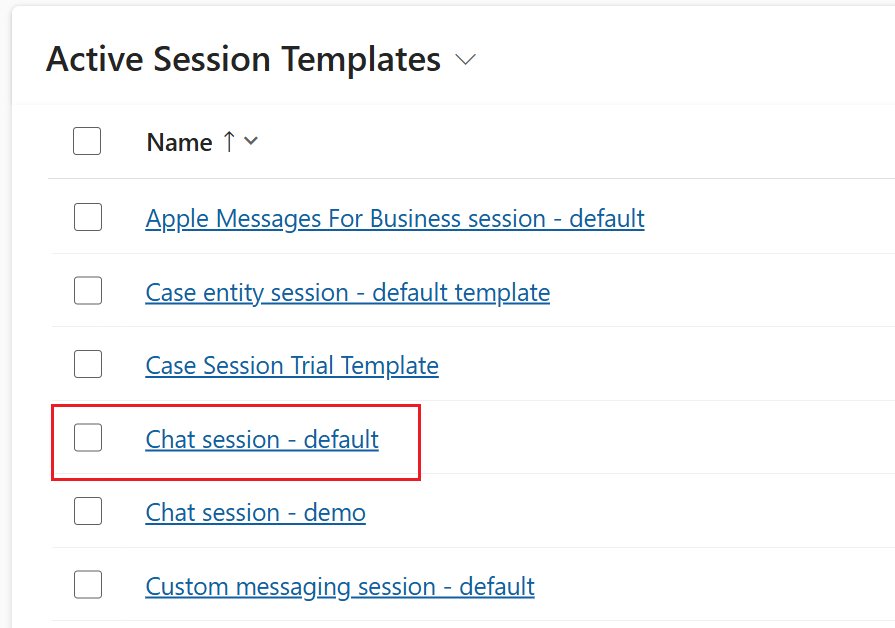 Active Session Templates
Name ↑
Apple Messages For Business session - default
Case entity session - default template
Case Session Trial Template
Chat session - default
Chat session - demo
Custom messaging session - default